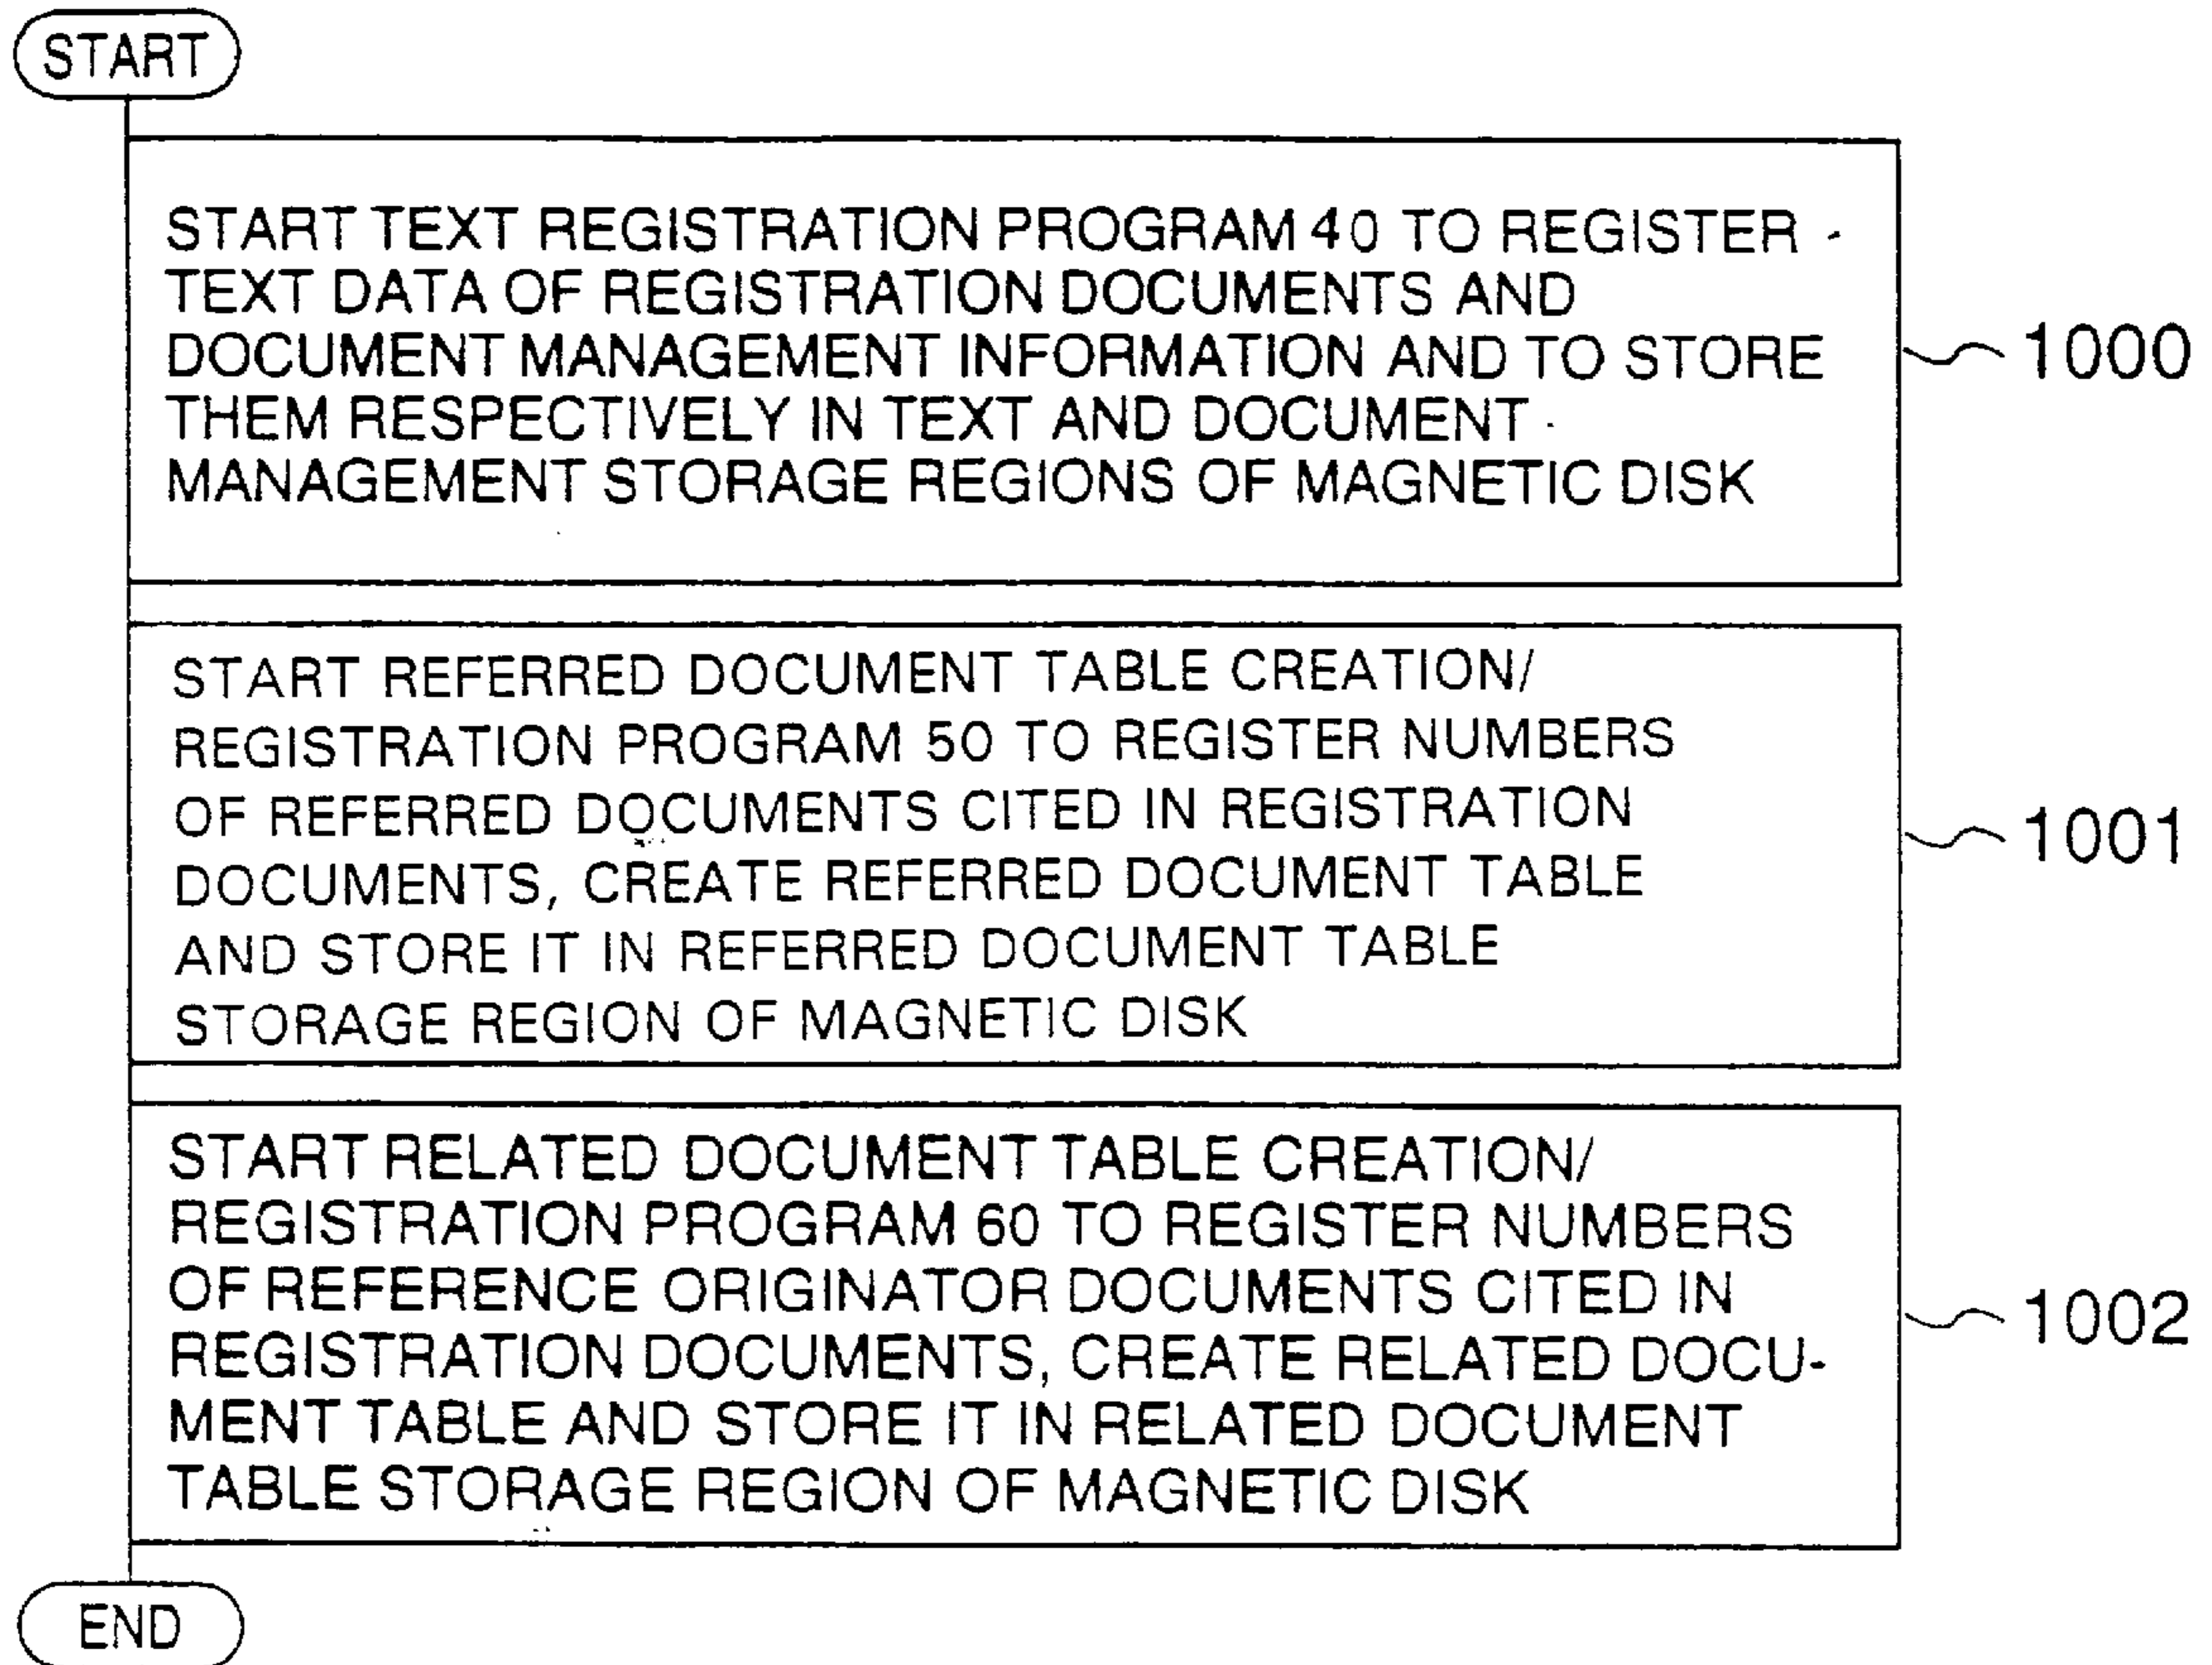 START
START TEXT REGISTRATION PROGRAM 40 TO REGISTER
TEXT DATA OF REGISTRATION DOCUMENTS AND
DOCUMENT MANAGEMENT INFORMATION AND TO STORE
THEM RESPECTIVELY IN TEXT AND DOCUMENT
MANAGEMENT STORAGE REGIONS OF MAGNETIC DISK
1000
START REFERRED DOCUMENT TABLE CREATION/
REGISTRATION PROGRAM 50 TO REGISTER NUMBERS
OF REFERRED DOCUMENTS CITED IN REGISTRATION
DOCUMENTS, CREATE REFERRED DOCUMENT TABLE
AND STORE IT IN REFERRED DOCUMENT TABLE
STORAGE REGION OF MAGNETIC DISK
1001
START RELATED DOCUMENT TABLE CREATION/
REGISTRATION PROGRAM 60 TO REGISTER NUMBERS
OF REFERENCE ORIGINATOR DOCUMENTS CITED IN
REGISTRATION DOCUMENTS, CREATE RELATED DOCU-
MENT TABLE AND STORE IT IN RELATED DOCUMENT
TABLE STORAGE REGION OF MAGNETIC DISK
1002
END